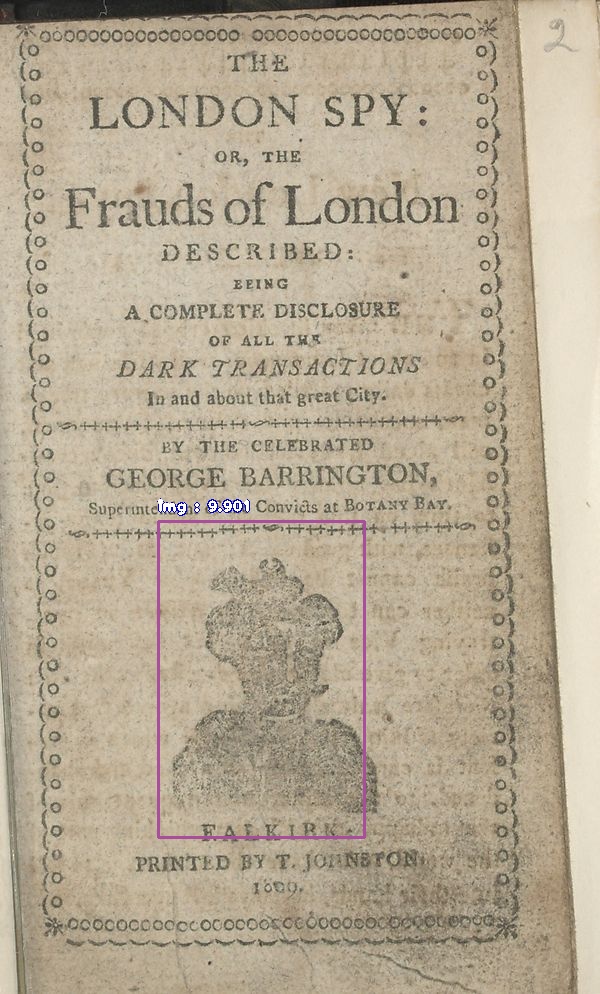 2
THE
LONDON SPY:
OR, THE
Frauds of London
DESCRIBED:
BEING
A COMPLETE DISCLOSURE
OF ALL THE
DARK TRANSACTIONS
In and about that great City.
BY THE CELEBRATED
GEORGE BARRINGTON,
Img : 9.901
Convicts at BOTANY BAY.
FALKIRK:
PRINTED BY T. JOHNSTON.
1800.